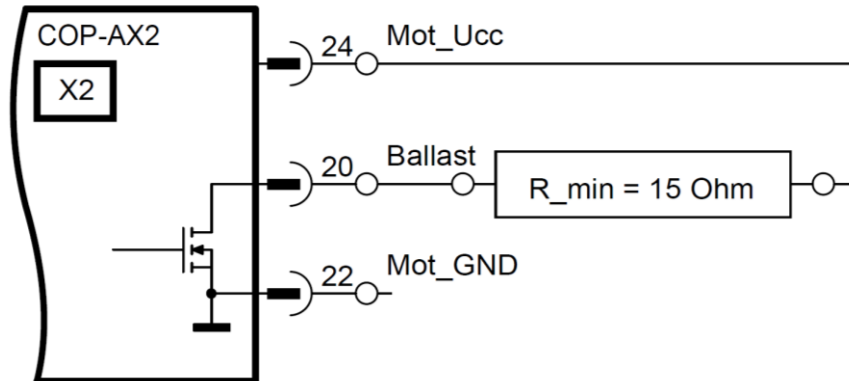 COP-AX2
X2
24 Mot_Ucc
20 Ballast
R_min = 15 Ohm
22 Mot_GND